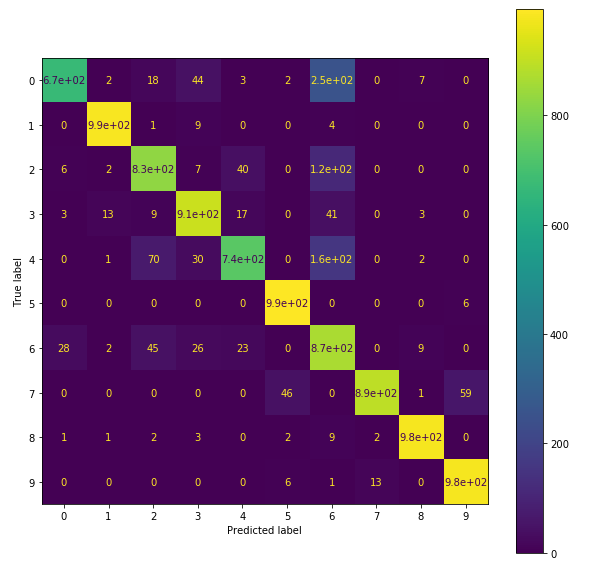 0 6.7e+02 2 18 44 3 2 2.5e+02 0 7 0
1 0 9.9e+02 1 9 0 0 4 0 0 0
2 6 2 8.3e+02 7 40 0 1.2e+02 0 0 0
3 3 13 9 9.1e+02 17 0 41 0 3 0
4 0 1 70 30 7.4e+02 0 1.6e+02 0 2 0
5 0 0 0 0 0 9.9e+02 0 0 0 6
6 28 2 45 26 23 0 8.7e+02 0 9 0
7 0 0 0 0 0 46 0 8.9e+02 1 59
8 1 1 2 3 0 2 9 2 9.8e+02 0
9 0 0 0 0 0 6 1 13 0 9.8e+02
0 1 2 3 4 5 6 7 8 9
True label
Predicted label
800
600
400
200
0